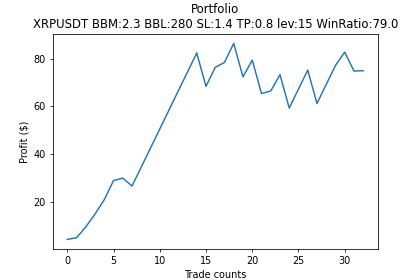 Portfolio
XRPUSDT BBM:2.3 BBL:280 SL:1.4 TP:0.8 lev:15 WinRatio:79.0
80
60
40
20
Profit ($)
0 5 10 15 20 25 30
Trade counts